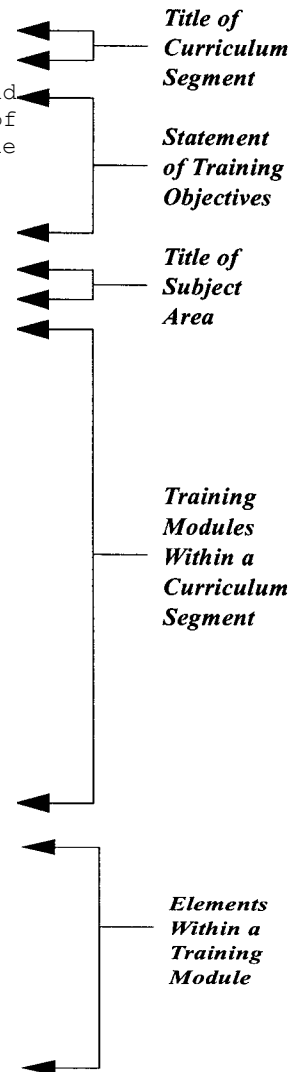 Title of
Curriculum
Segment
of
Statement
of Training
Objectives
Title of
Subject
Area
Training
Modules
Within a
Curriculum
Segment
Elements
Within a
Training
Module